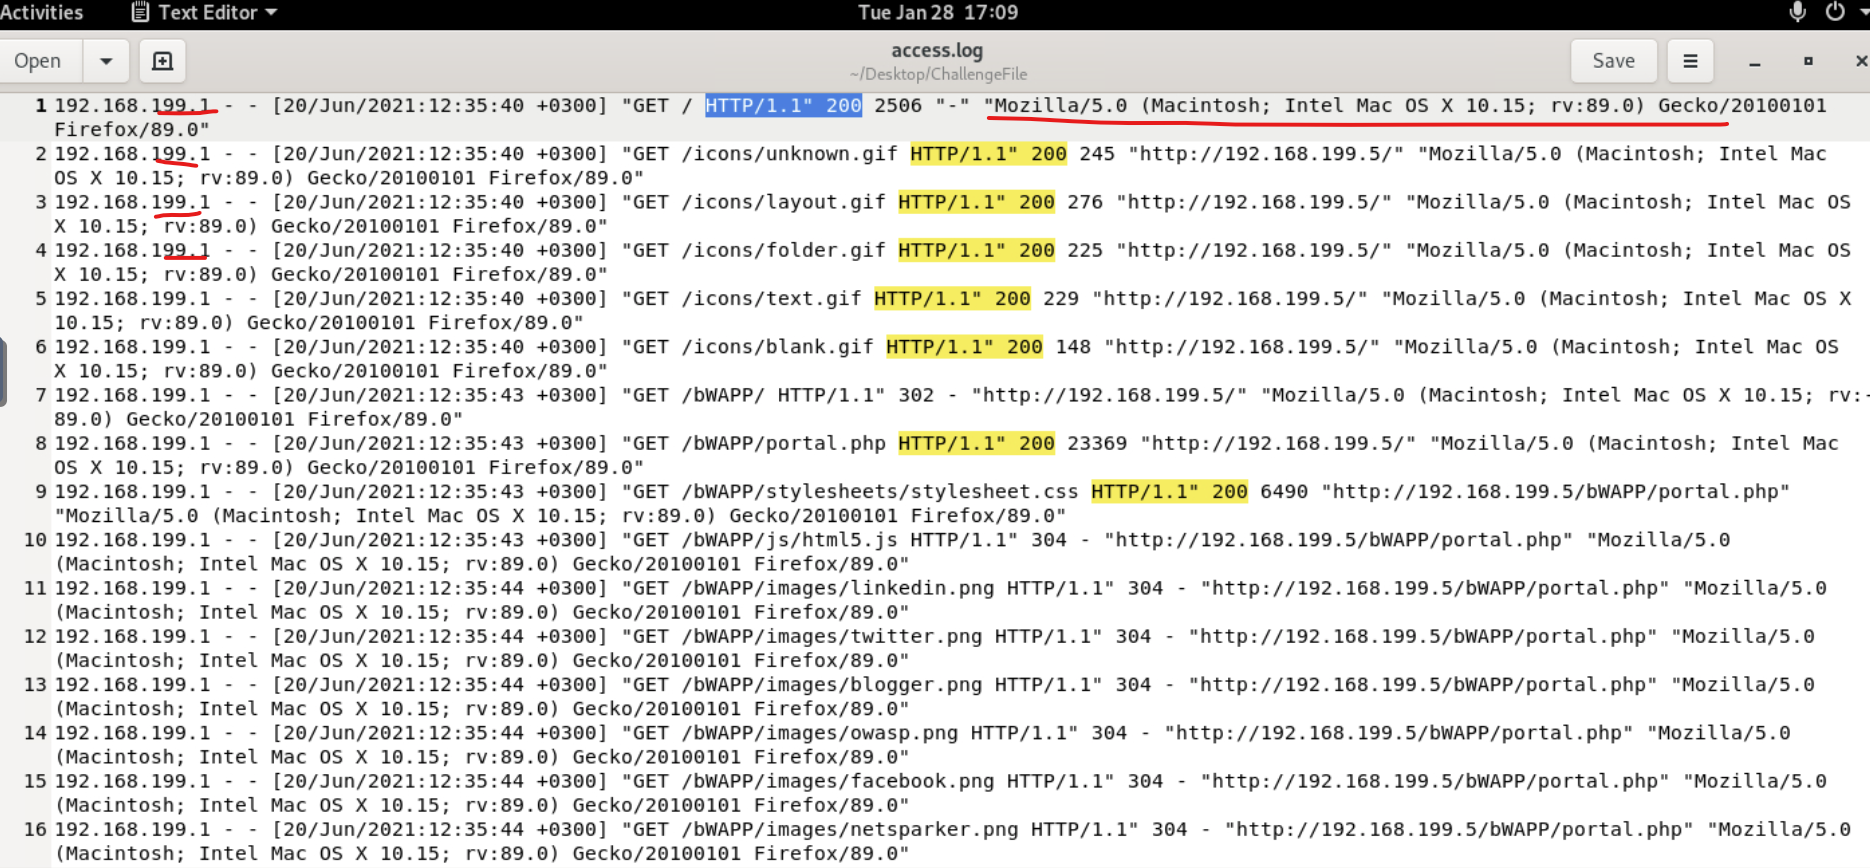 Activities Text Editor Tue Jan 28 17:09
Open access.log Save
~/Desktop/ChallengeFile
1 192.168.199.1 - - [20/Jun/2021:12:35:40 +0300] "GET / HTTP/1.1" 200 2506 "-" "Mozilla/5.0 (Macintosh; Intel Mac OS X 10.15; rv:89.0) Gecko/20100101
Firefox/89.0"
2 192.168.199.1 - - [20/Jun/2021:12:35:40 +0300] "GET /icons/unknown.gif HTTP/1.1" 200 245 "http://192.168.199.5/" "Mozilla/5.0 (Macintosh; Intel Mac
OS X 10.15; rv:89.0) Gecko/20100101 Firefox/89.0"
3 192.168.199.1 - - [20/Jun/2021:12:35:40 +0300] "GET /icons/layout.gif HTTP/1.1" 200 276 "http://192.168.199.5/" "Mozilla/5.0 (Macintosh; Intel Mac OS
X 10.15; rv:89.0) Gecko/20100101 Firefox/89.0"
4 192.168.199.1 - - [20/Jun/2021:12:35:40 +0300] "GET /icons/folder.gif HTTP/1.1" 200 225 "http://192.168.199.5/" "Mozilla/5.0 (Macintosh; Intel Mac OS
X 10.15; rv:89.0) Gecko/20100101 Firefox/89.0"
5 192.168.199.1 - - [20/Jun/2021:12:35:40 +0300] "GET /icons/text.gif HTTP/1.1" 200 229 "http://192.168.199.5/" "Mozilla/5.0 (Macintosh; Intel Mac OS X
10.15; rv:89.0) Gecko/20100101 Firefox/89.0"
6 192.168.199.1 - - [20/Jun/2021:12:35:40 +0300] "GET /icons/blank.gif HTTP/1.1" 200 148 "http://192.168.199.5/" "Mozilla/5.0 (Macintosh; Intel Mac OS
X 10.15; rv:89.0) Gecko/20100101 Firefox/89.0"
7 192.168.199.1 - - [20/Jun/2021:12:35:43 +0300] "GET /bWAPP/ HTTP/1.1" 302 - "http://192.168.199.5/" "Mozilla/5.0 (Macintosh; Intel Mac OS X 10.15; rv:-
89.0) Gecko/20100101 Firefox/89.0"
8 192.168.199.1 - - [20/Jun/2021:12:35:43 +0300] "GET /bWAPP/portal.php HTTP/1.1" 200 23369 "http://192.168.199.5/" "Mozilla/5.0 (Macintosh; Intel Mac
OS X 10.15; rv:89.0) Gecko/20100101 Firefox/89.0"
9 192.168.199.1 - - [20/Jun/2021:12:35:43 +0300] "GET /bWAPP/stylesheets/stylesheet.css HTTP/1.1" 200 6490 "http://192.168.199.5/bWAPP/portal.php"
"Mozilla/5.0 (Macintosh; Intel Mac OS X 10.15; rv:89.0) Gecko/20100101 Firefox/89.0"
10 192.168.199.1 - - [20/Jun/2021:12:35:43 +0300] "GET /bWAPP/js/html5.js HTTP/1.1" 304 - "http://192.168.199.5/bWAPP/portal.php" "Mozilla/5.0
(Macintosh; Intel Mac OS X 10.15; rv:89.0) Gecko/20100101 Firefox/89.0"
11 192.168.199.1 - - [20/Jun/2021:12:35:44 +0300] "GET /bWAPP/images/linkedin.png HTTP/1.1" 304 - "http://192.168.199.5/bWAPP/portal.php" "Mozilla/5.0
(Macintosh; Intel Mac OS X 10.15; rv:89.0) Gecko/20100101 Firefox/89.0"
12 192.168.199.1 - - [20/Jun/2021:12:35:44 +0300] "GET /bWAPP/images/twitter.png HTTP/1.1" 304 - "http://192.168.199.5/bWAPP/portal.php" "Mozilla/5.0
(Macintosh; Intel Mac OS X 10.15; rv:89.0) Gecko/20100101 Firefox/89.0"
13 192.168.199.1 - - [20/Jun/2021:12:35:44 +0300] "GET /bWAPP/images/blogger.png HTTP/1.1" 304 - "http://192.168.199.5/bWAPP/portal.php" "Mozilla/5.0
(Macintosh; Intel Mac OS X 10.15; rv:89.0) Gecko/20100101 Firefox/89.0"
14 192.168.199.1 - - [20/Jun/2021:12:35:44 +0300] "GET /bWAPP/images/owasp.png HTTP/1.1" 304 - "http://192.168.199.5/bWAPP/portal.php" "Mozilla/5.0
(Macintosh; Intel Mac OS X 10.15; rv:89.0) Gecko/20100101 Firefox/89.0"
15 192.168.199.1 - - [20/Jun/2021:12:35:44 +0300] "GET /bWAPP/images/facebook.png HTTP/1.1" 304 - "http://192.168.199.5/bWAPP/portal.php" "Mozilla/5.0
(Macintosh; Intel Mac OS X 10.15; rv:89.0) Gecko/20100101 Firefox/89.0"
16 192.168.199.1 - - [20/Jun/2021:12:35:44 +0300] "GET /bWAPP/images/netsparker.png HTTP/1.1" 304 - "http://192.168.199.5/bWAPP/portal.php" "Mozilla/5.0
(Macintosh; Intel Mac OS X 10.15; rv:89.0) Gecko/20100101 Firefox/89.0"